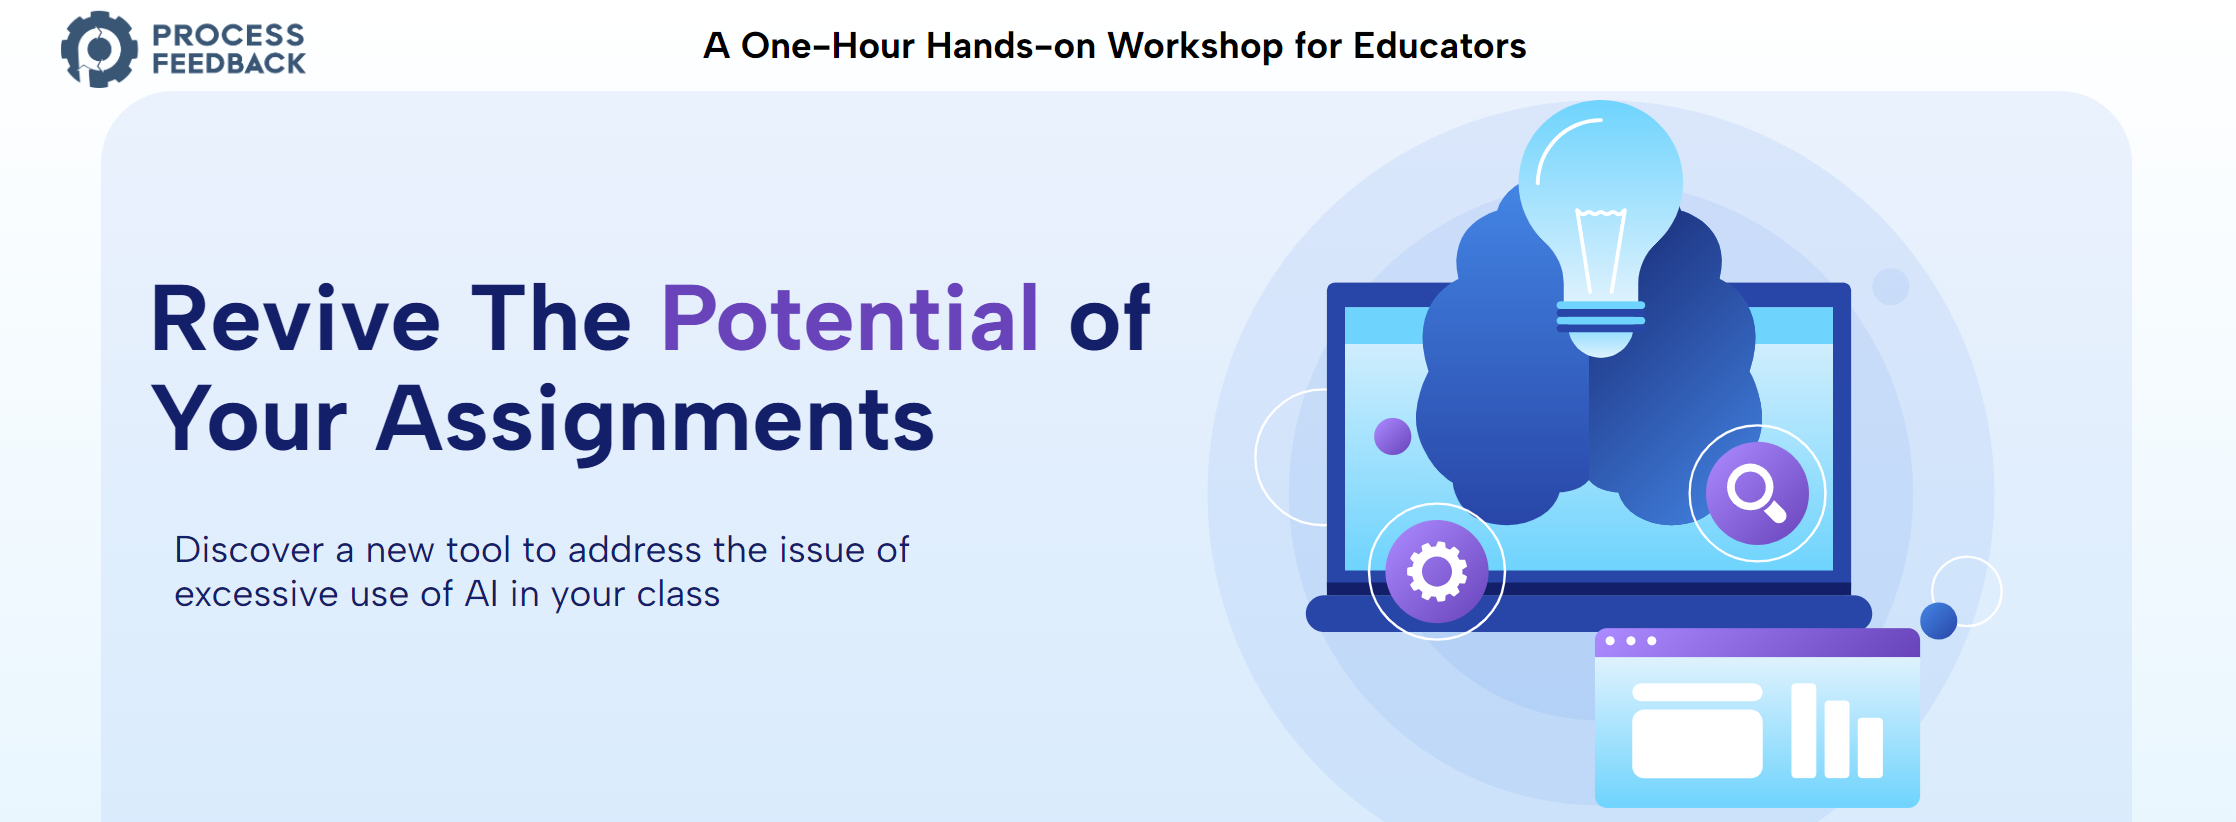 PROCESS
FEEDBACK
A One-Hour Hands-on Workshop for Educators
Revive The Potential of
Your Assignments
Discover a new tool to address the issue of
excessive use of AI in your class